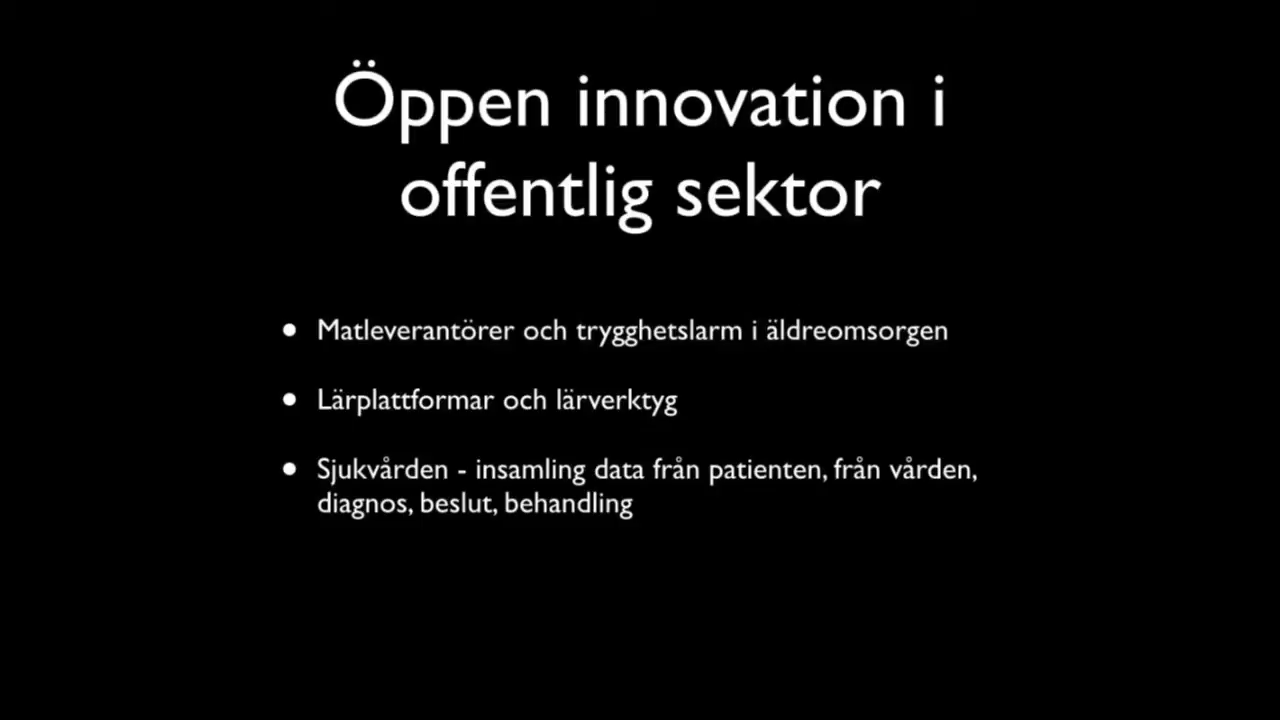 Öppen innovation i
offentlig sektor
• Matleverantörer och trygghetslarm i äldreomsorgen
• Lärplattformar och lärverktyg
• Sjukvården - insamling data från patienten, från vården,
diagnos, beslut, behandling